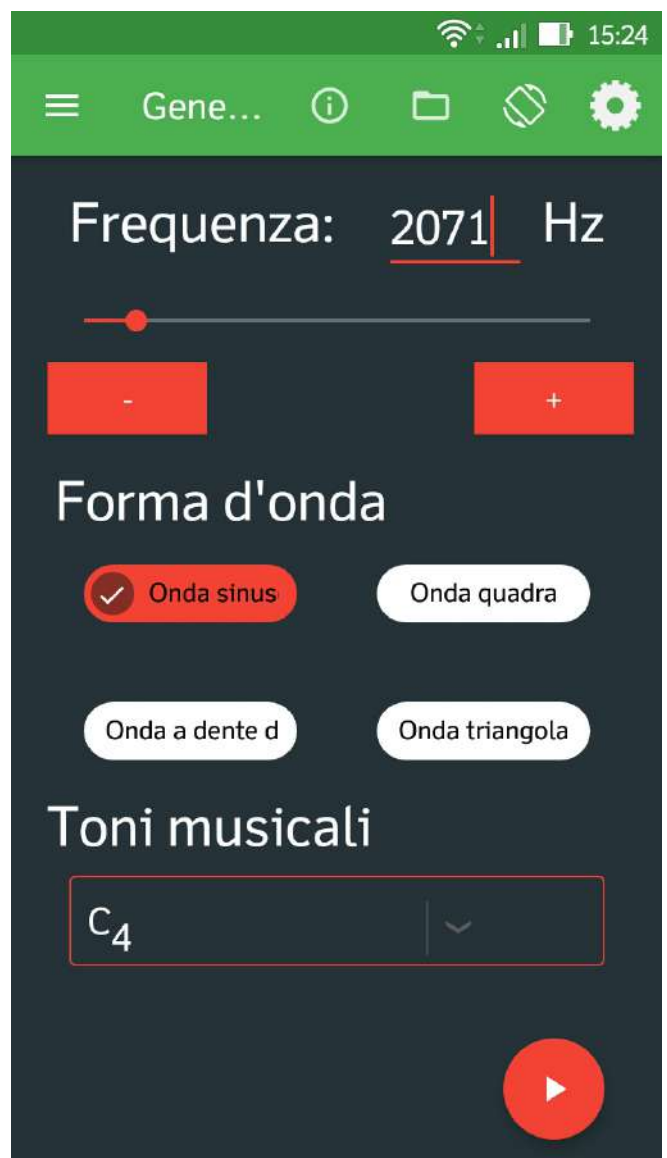 15:24
Gene...
Frequenza: 2071 Hz
- +
Forma d'onda
Onda sinus Onda quadra
Onda a dente d Onda triangola
Toni musicali
C4